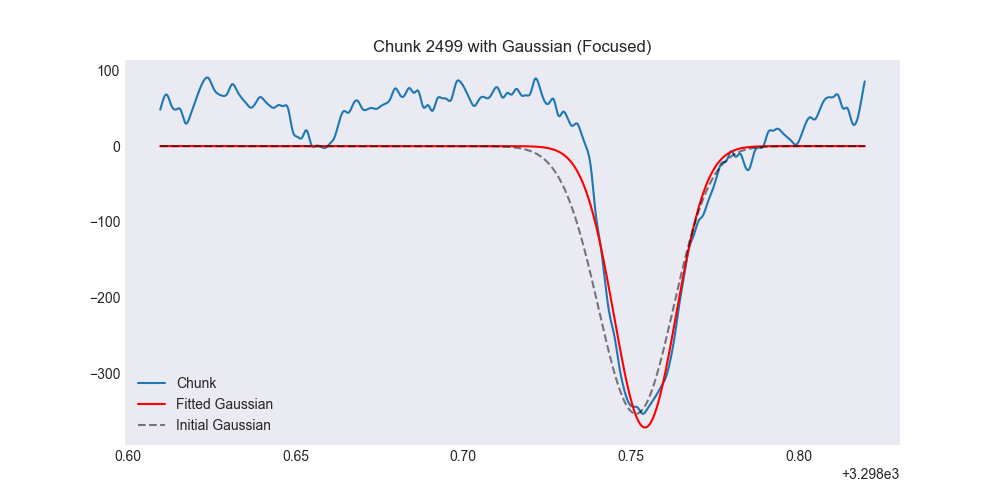 Chunk 2499 with Gaussian (Focused)
100
0
−100
−200
−300
Chunk
Fitted Gaussian
Initial Gaussian
0.60 0.65 0.70 0.75 0.80
+3.298e3